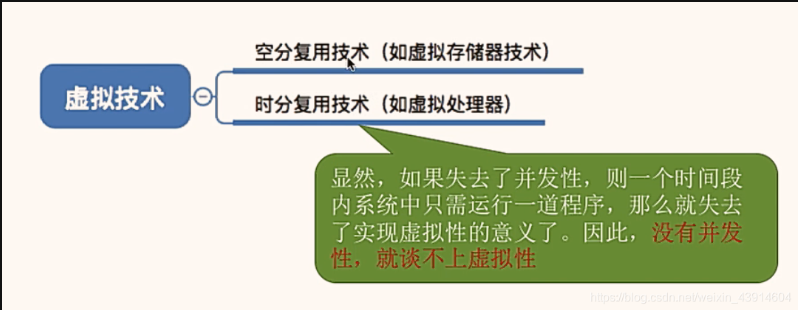 空分复用技术（如虚拟存储器技术）
虚拟技术
时分复用技术（如虚拟处理器）
显然，如果失去了并发性，则一个时间段
内系统中只需运行一道程序，那么就失去
了实现虚拟性的意义了。因此，没有并发
性，就谈不上虚拟性
https://blog.csdn.net/weixin_43914604